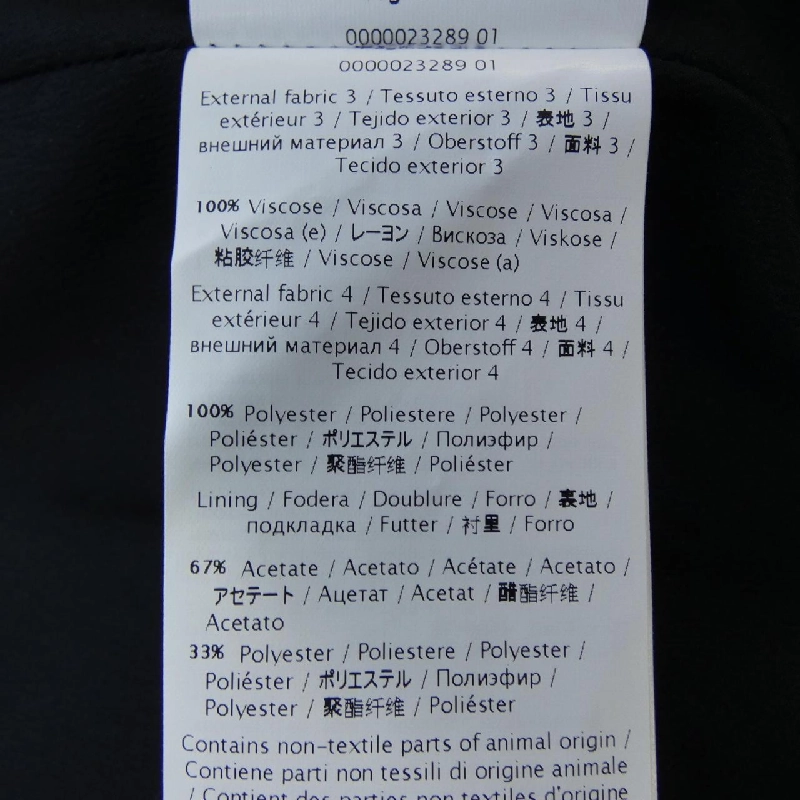 0000023289 01
0000023289 01
External fabric 3 / Tessuto esterno 3 / Tissu
extérieur 3 / Tejido exterior 3 / 表地 3 /
внешний материал 3 / Oberstoff 3 / 面料 3 /
Tecido exterior 3
100% Viscose / Viscosa / Viscose / Viscosa /
Viscosa (e) / レーヨン / Вискоза / Viskose /
粘胶纤维 / Viscose / Viscose (a)
External fabric 4 / Tessuto esterno 4 / Tissu
extérieur 4 / Tejido exterior 4 / 表地 4 /
внешний материал 4 / Oberstoff 4 / 面料 4 /
Tecido exterior 4
100% Polyester / Poliestere / Polyester /
Poliéster / ポリエステル / Полиэфир /
Polyester / 聚酯纤维 / Poliéster
Lining / Fodera / Doublure / Forro / 裏地 /
подкладка / Futter / 衬里 / Forro
67% Acetate / Acetato / Acétate / Acetato /
アセテート / Ацетат / Acetat / 醋酯纤维 /
Acetato
33% Polyester / Poliestere / Polyester /
Poliéster / ポリエステル / Полиэфир /
Polyester / 聚酯纤维 / Poliéster
Contains non-textile parts of animal origin /
Contiene parti non tessili di origine animale
/ Contient des parties non textiles d'origine